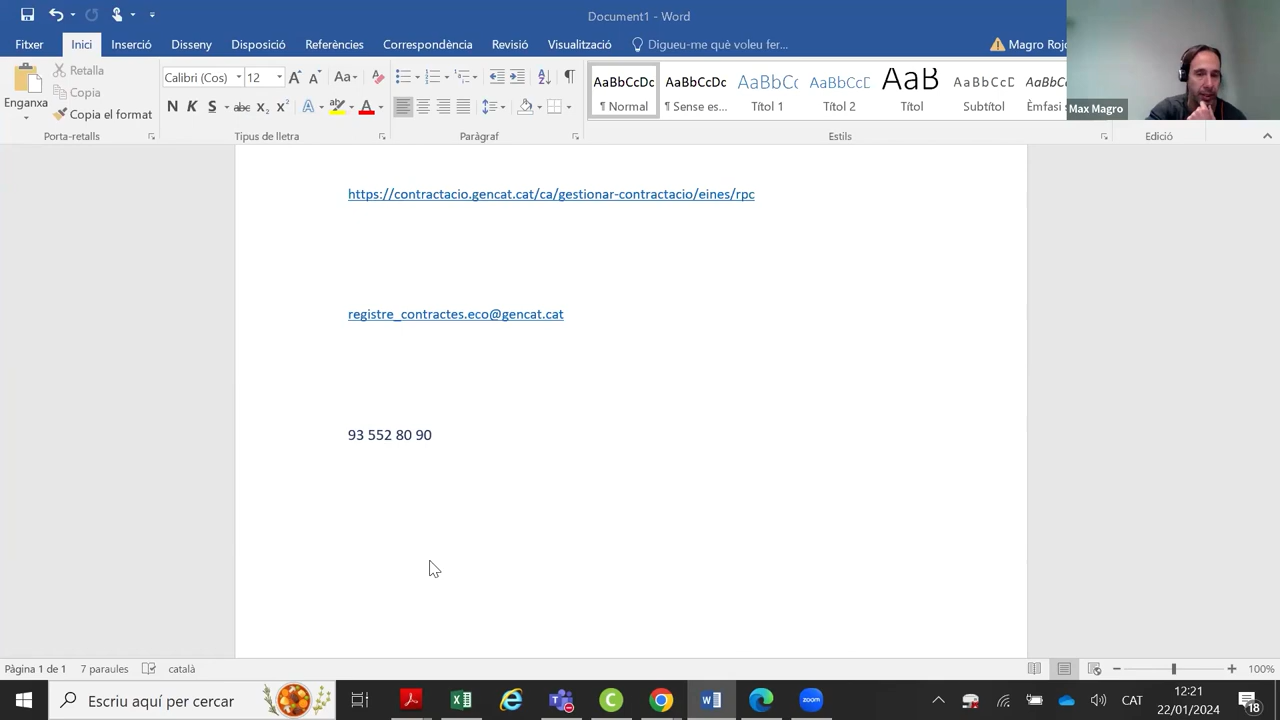 Document1 - Word
Fitxer Inici Inserció Disseny Disposició Referències Correspondència Revisió Visualització Digueu-me què voleu fer... Magro Rojo
Enganxa
Retalla
Copia
Copia el format
Porta-retalls
Calibri (Cos) 12
Tipus de lletra
Paràgraf
AaBbCcDc AaBbCcDc AaBbCc AaBbCcD AaB AaBbCcD AaBbCcD
¶ Normal ¶ Sense es... Títol 1 Títol 2 Títol Subtítol Èmfasi
Estils
Edició
Max Magro
https://contractacio.gencat.cat/ca/gestionar-contractacio/eines/rpc
registre_contractes.eco@gencat.cat
93 552 80 90
Pàgina 1 de 1 7 paraules català 100%
Escriu aquí per cercar
zoom
CAT
12:21
22/01/2024
18